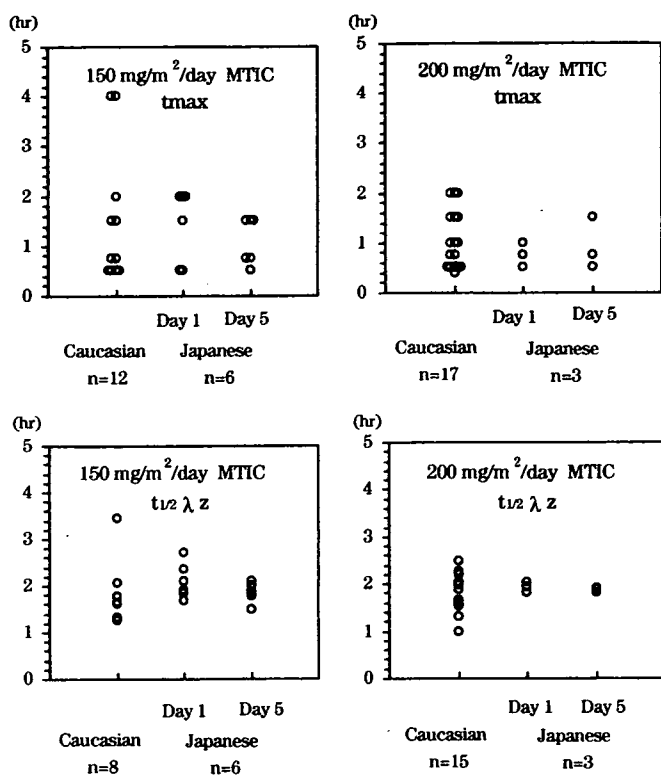 (hr)
5
4
3
2
1
0
150 mg/m²/day MTIC
tmax
Day 1 Day 5
Caucasian Japanese
n=12 n=6
(hr)
5
4
3
2
1
0
200 mg/m²/day MTIC
tmax
Day 1 Day 5
Caucasian Japanese
n=17 n=3
(hr)
5
4
3
2
1
0
150 mg/m²/day MTIC
t1/2 λ z
Day 1 Day 5
Caucasian Japanese
n=8 n=6
(hr)
5
4
3
2
1
0
200 mg/m²/day MTIC
t1/2 λ z
Day 1 Day 5
Caucasian Japanese
n=15 n=3